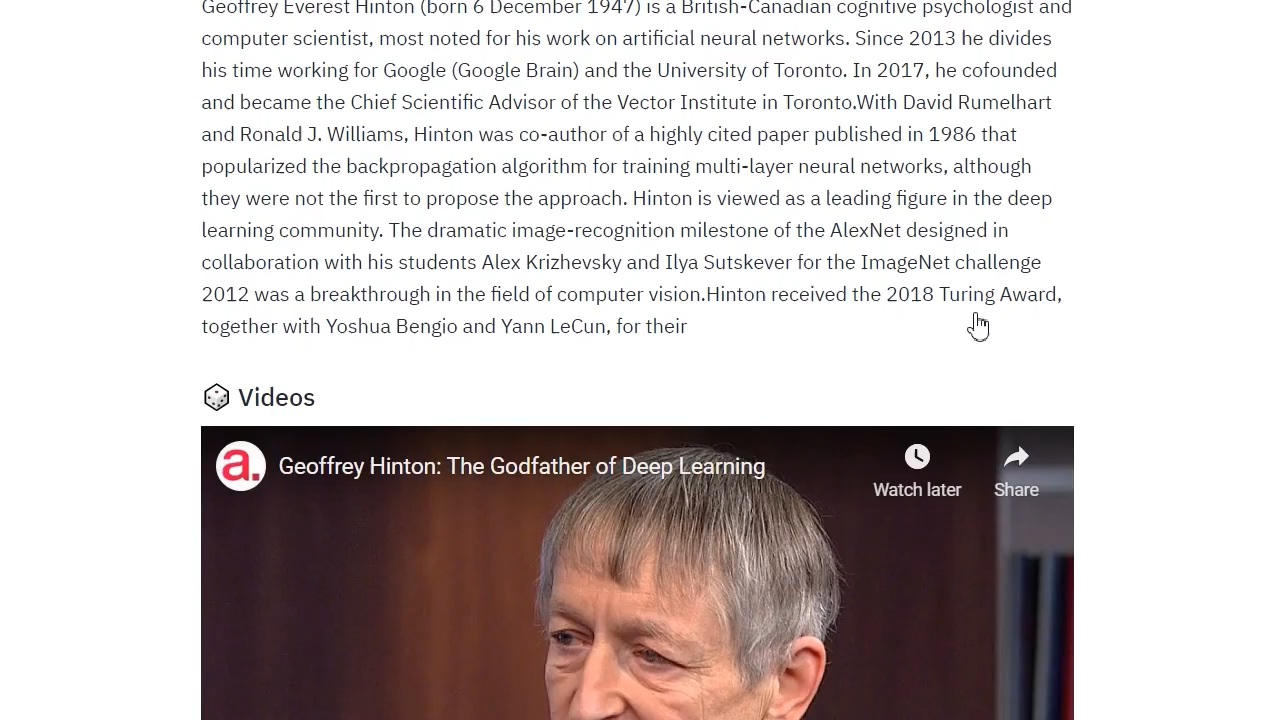 Geoffrey Everest Hinton (born 6 December 1947) is a British-Canadian cognitive psychologist and
computer scientist, most noted for his work on artificial neural networks. Since 2013 he divides
his time working for Google (Google Brain) and the University of Toronto. In 2017, he cofounded
and became the Chief Scientific Advisor of the Vector Institute in Toronto.With David Rumelhart
and Ronald J. Williams, Hinton was co-author of a highly cited paper published in 1986 that
popularized the backpropagation algorithm for training multi-layer neural networks, although
they were not the first to propose the approach. Hinton is viewed as a leading figure in the deep
learning community. The dramatic image-recognition milestone of the AlexNet designed in
collaboration with his students Alex Krizhevsky and Ilya Sutskever for the ImageNet challenge
2012 was a breakthrough in the field of computer vision.Hinton received the 2018 Turing Award,
together with Yoshua Bengio and Yann LeCun, for their
Videos
a.
Geoffrey Hinton: The Godfather of Deep Learning
Watch later
Share